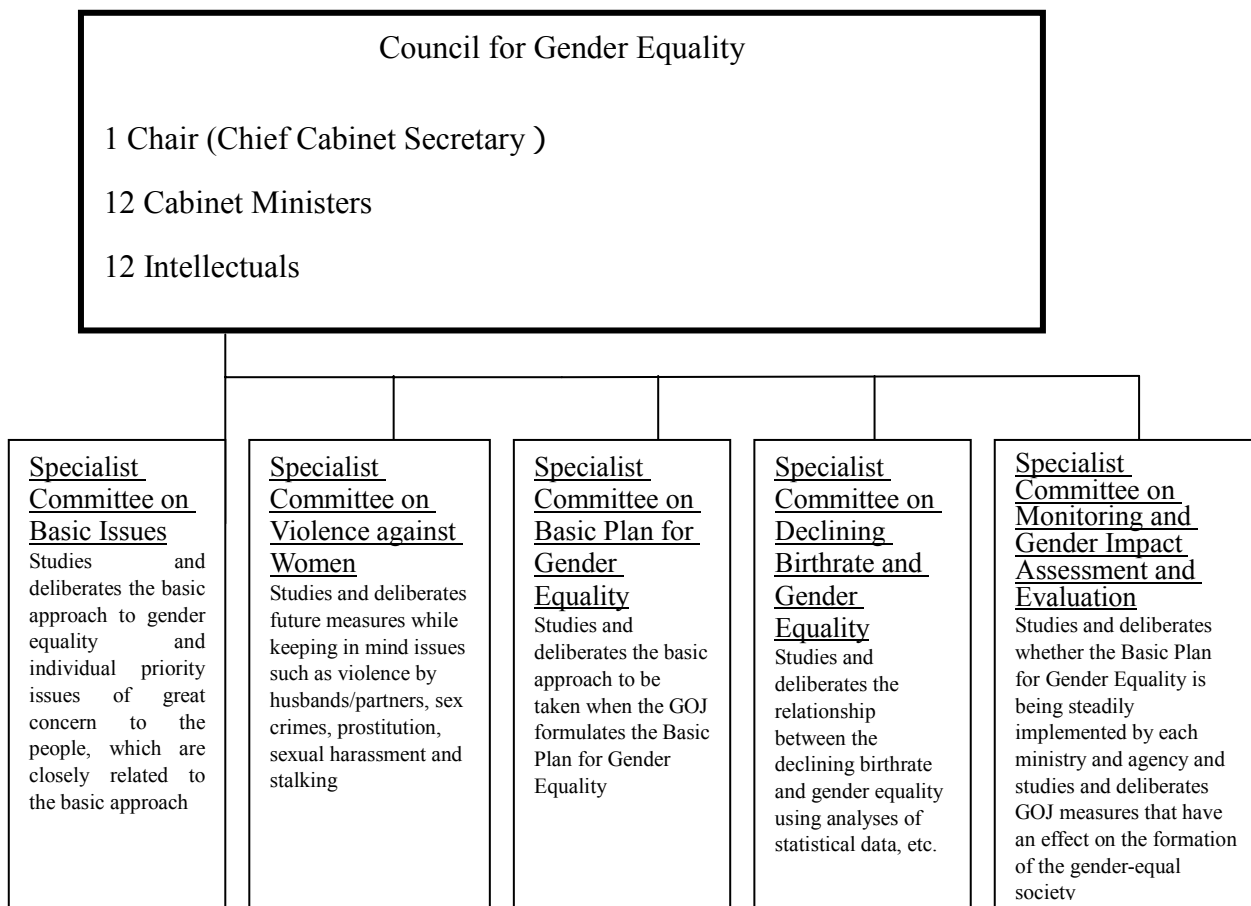 Council for Gender Equality
1 Chair (Chief Cabinet Secretary )
12 Cabinet Ministers
12 Intellectuals
Specialist
Committee on
Basic Issues
Studies and
deliberates the basic
approach to gender
equality and
individual priority
issues of great
concern to the
people, which are
closely related to
the basic approach
Specialist
Committee on
Violence against
Women
Studies and deliberates
future measures while
keeping in mind issues
such as violence by
husbands/partners, sex
crimes, prostitution,
sexual harassment and
stalking
Specialist
Committee on
Basic Plan for
Gender
Equality
Studies and
deliberates the basic
approach to be
taken when the GOJ
formulates the Basic
Plan for Gender
Equality
Specialist
Committee on
Declining
Birthrate and
Gender
Equality
Studies and
deliberates the
relationship
between the
declining birthrate
and gender equality
using analyses of
statistical data, etc.
Specialist
Committee on
Monitoring and
Gender Impact
Assessment and
Evaluation
Studies and deliberates
whether the Basic Plan
for Gender Equality is
being steadily
implemented by each
ministry and agency and
studies and deliberates
GOJ measures that have
an effect on the formation
of the gender-equal
society